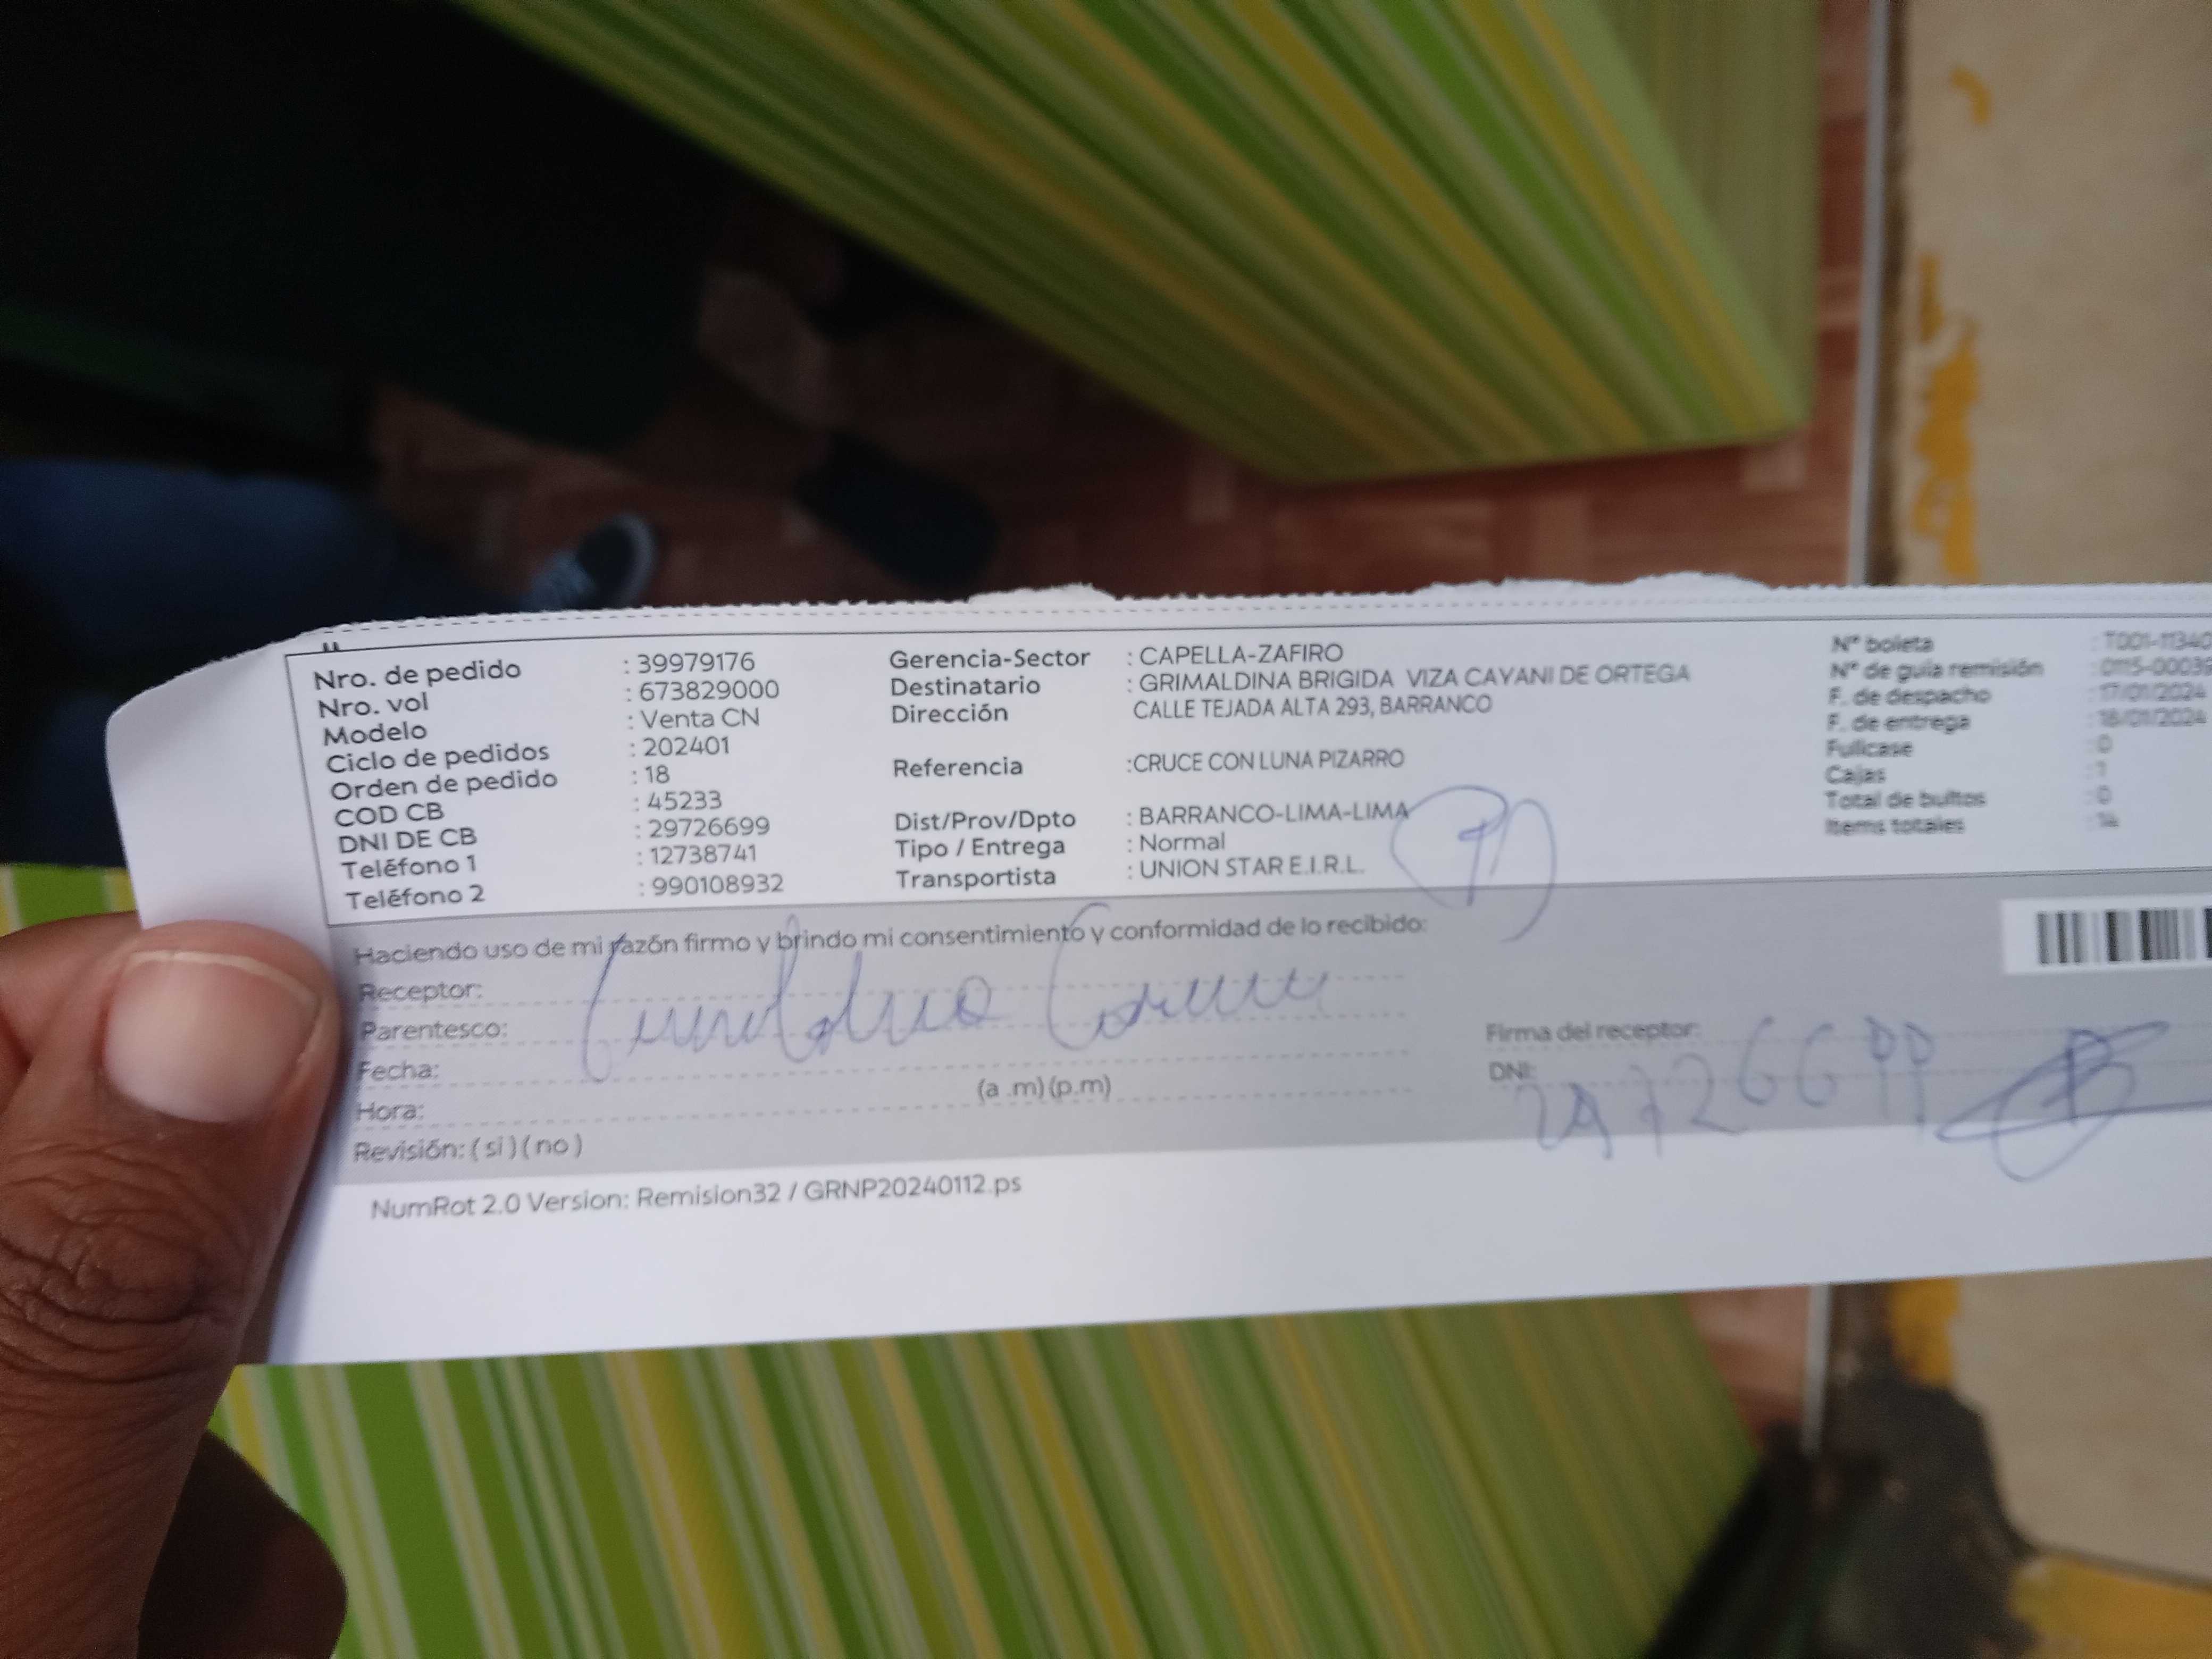 Nro. de pedido : 39979176
Nro. vol : 673829000
Modelo : Venta CN
Ciclo de pedidos : 202401
Orden de pedido : 18
COD CB : 45233
DNI DE CB : 29726699
Teléfono 1 : 12738741
Teléfono 2 : 990108932
Gerencia-Sector : CAPELLA-ZAFIRO
Destinatario : GRIMALDINA BRIGIDA VIZA CAYANI DE ORTEGA
Dirección CALLE TEJADA ALTA 293, BARRANCO
Referencia :CRUCE CON LUNA PIZARRO
Dist/Prov/Dpto : BARRANCO-LIMA-LIMA
Tipo / Entrega : Normal
Transportista : UNION STAR E.I.R.L.
N° boleta : T001-11340
N° de guia remisión : 0115-00039
F. de despacho : 17/01/2024
F. de entrega : 18/01/2024
Fullcase : 0
Cajas : 1
Total de bultos : 0
Items totales : 14
Haciendo uso de mi razón firmo y brindo mi consentimiento y conformidad de lo recibido:
Receptor:
Parentesco:
Fecha:
Hora: (a .m) (p.m)
Revisión: ( si ) ( no )
Firma del receptor:
DNI: 29726699
NumRot 2.0 Version: Remision32 / GRNP20240112.ps